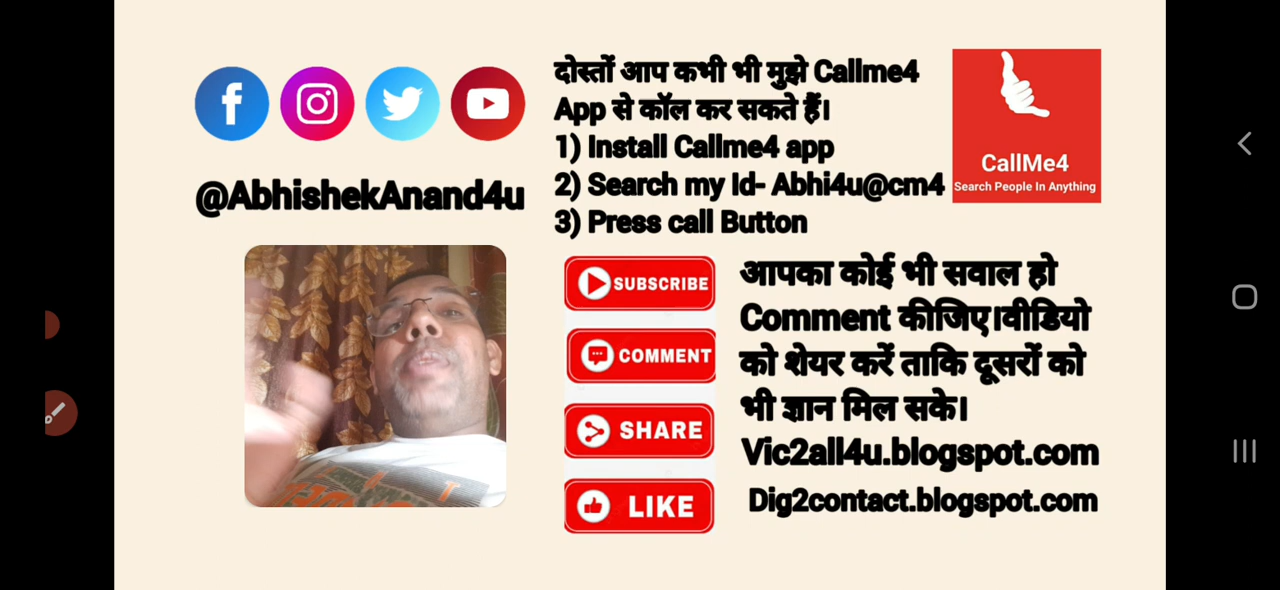 @AbhishekAnand4u
दोस्तों आप कभी भी मुझे Callme4
App से कॉल कर सकते हैं।
1) Install Callme4 app
2) Search my Id- Abhi4u@cm4
3) Press call Button
CallMe4
Search People In Anything
SUBSCRIBE
COMMENT
SHARE
LIKE
आपका कोई भी सवाल हो
Comment कीजिए।वीडियो
को शेयर करें ताकि दूसरों को
भी ज्ञान मिल सके।
Vic2all4u.blogspot.com
Dig2contact.blogspot.com